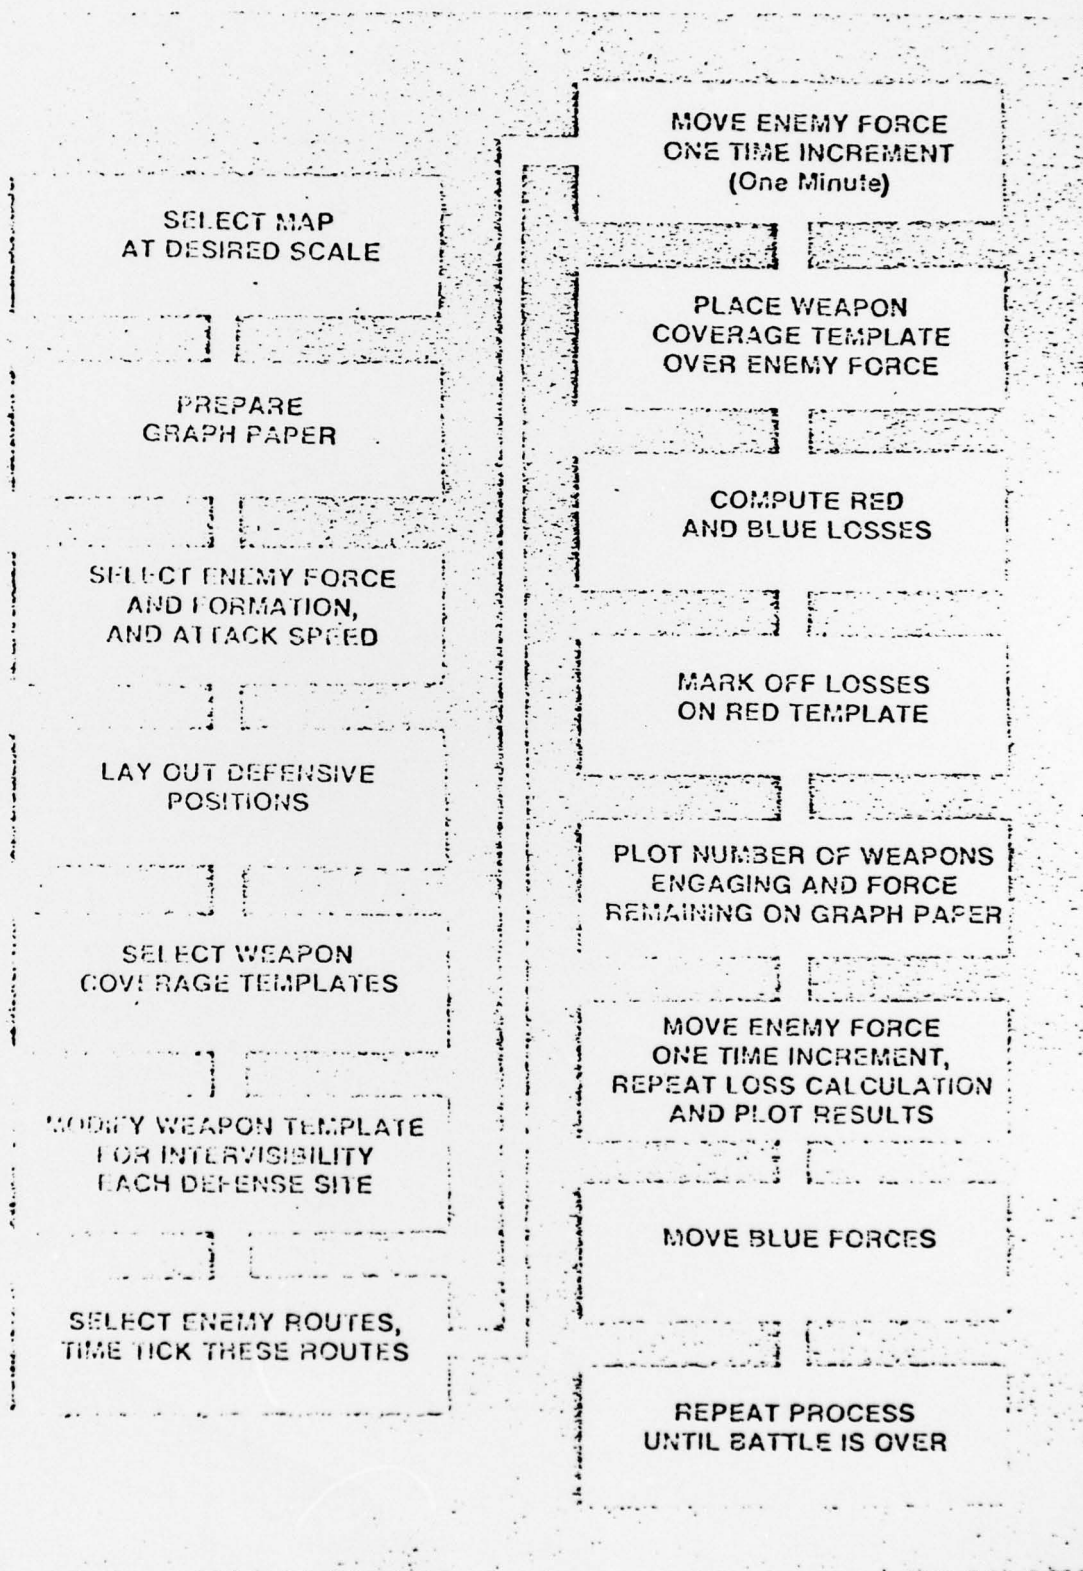 SELECT MAP
AT DESIRED SCALE
PREPARE
GRAPH PAPER
SELECT ENEMY FORCE
AND FORMATION,
AND ATTACK SPEED
LAY OUT DEFENSIVE
POSITIONS
SELECT WEAPON
COVERAGE TEMPLATES
MODIFY WEAPON TEMPLATE
FOR INTERVISIBILITY
EACH DEFENSE SITE
SELECT ENEMY ROUTES,
TIME TICK THESE ROUTES
MOVE ENEMY FORCE
ONE TIME INCREMENT
(One Minute)
PLACE WEAPON
COVERAGE TEMPLATE
OVER ENEMY FORCE
COMPUTE RED
AND BLUE LOSSES
MARK OFF LOSSES
ON RED TEMPLATE
PLOT NUMBER OF WEAPONS
ENGAGING AND FORCE
REMAINING ON GRAPH PAPER
MOVE ENEMY FORCE
ONE TIME INCREMENT,
REPEAT LOSS CALCULATION
AND PLOT RESULTS
MOVE BLUE FORCES
REPEAT PROCESS
UNTIL BATTLE IS OVER